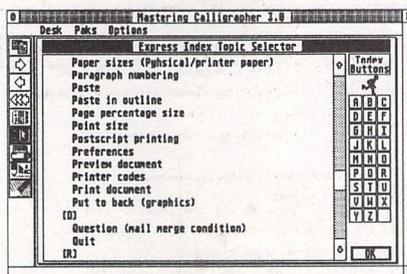 Mastering Calligrapher 3.0
Desk Paks Options
Express Index Topic Selector
Paper sizes (Pyhsical/printer paper)
Paragraph numbering
Paste
Paste in outline
Page percentage size
Point size
Postscript printing
Preferences
Preview document
Printer codes
Print document
Put to back (graphics)
[O]
Question (mail merge condition)
Quit
[R]
Index
Buttons
A B C
D E F
G H I
J K L
M N O
P Q R
S T U
V W X
Y Z
OK